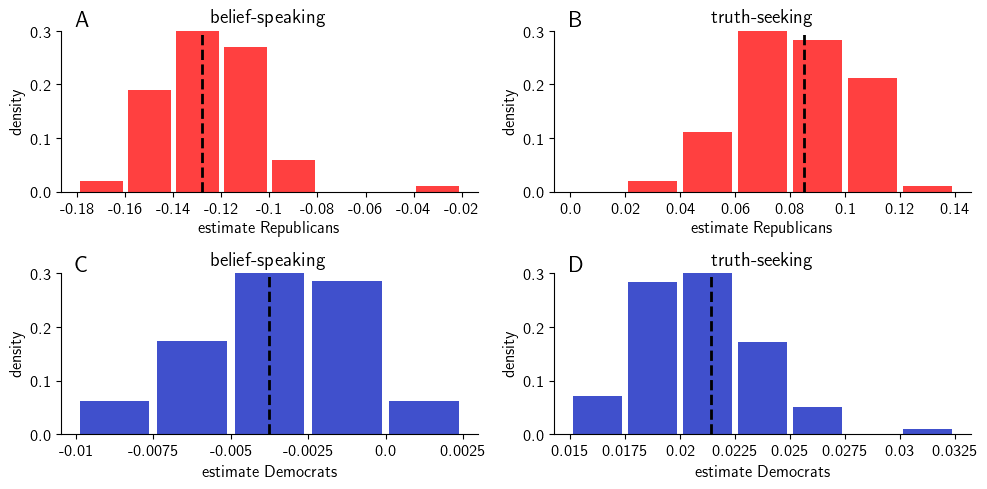 A
belief-speaking
density
0.3
0.2
0.1
0.0
-0.18 -0.16 -0.14 -0.12 -0.1 -0.08 -0.06 -0.04 -0.02
estimate Republicans
B
truth-seeking
density
0.3
0.2
0.1
0.0
0.0 0.02 0.04 0.06 0.08 0.1 0.12 0.14
estimate Republicans
C
belief-speaking
density
0.3
0.2
0.1
0.0
-0.01 -0.0075 -0.005 -0.0025 0.0 0.0025
estimate Democrats
D
truth-seeking
density
0.3
0.2
0.1
0.0
0.015 0.0175 0.02 0.0225 0.025 0.0275 0.03 0.0325
estimate Democrats